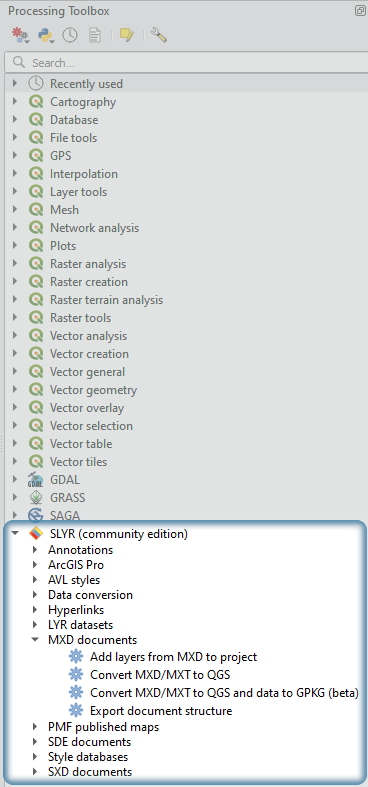 Processing Toolbox
Search...
Recently used
Cartography
Database
File tools
GPS
Interpolation
Layer tools
Mesh
Network analysis
Plots
Raster analysis
Raster creation
Raster terrain analysis
Raster tools
Vector analysis
Vector creation
Vector general
Vector geometry
Vector overlay
Vector selection
Vector table
Vector tiles
GDAL
GRASS
SAGA
SLYR (community edition)
Annotations
ArcGIS Pro
AVL styles
Data conversion
Hyperlinks
LYR datasets
MXD documents
Add layers from MXD to project
Convert MXD/MXT to QGS
Convert MXD/MXT to QGS and data to GPKG (beta)
Export document structure
PMF published maps
SDE documents
Style databases
SXD documents